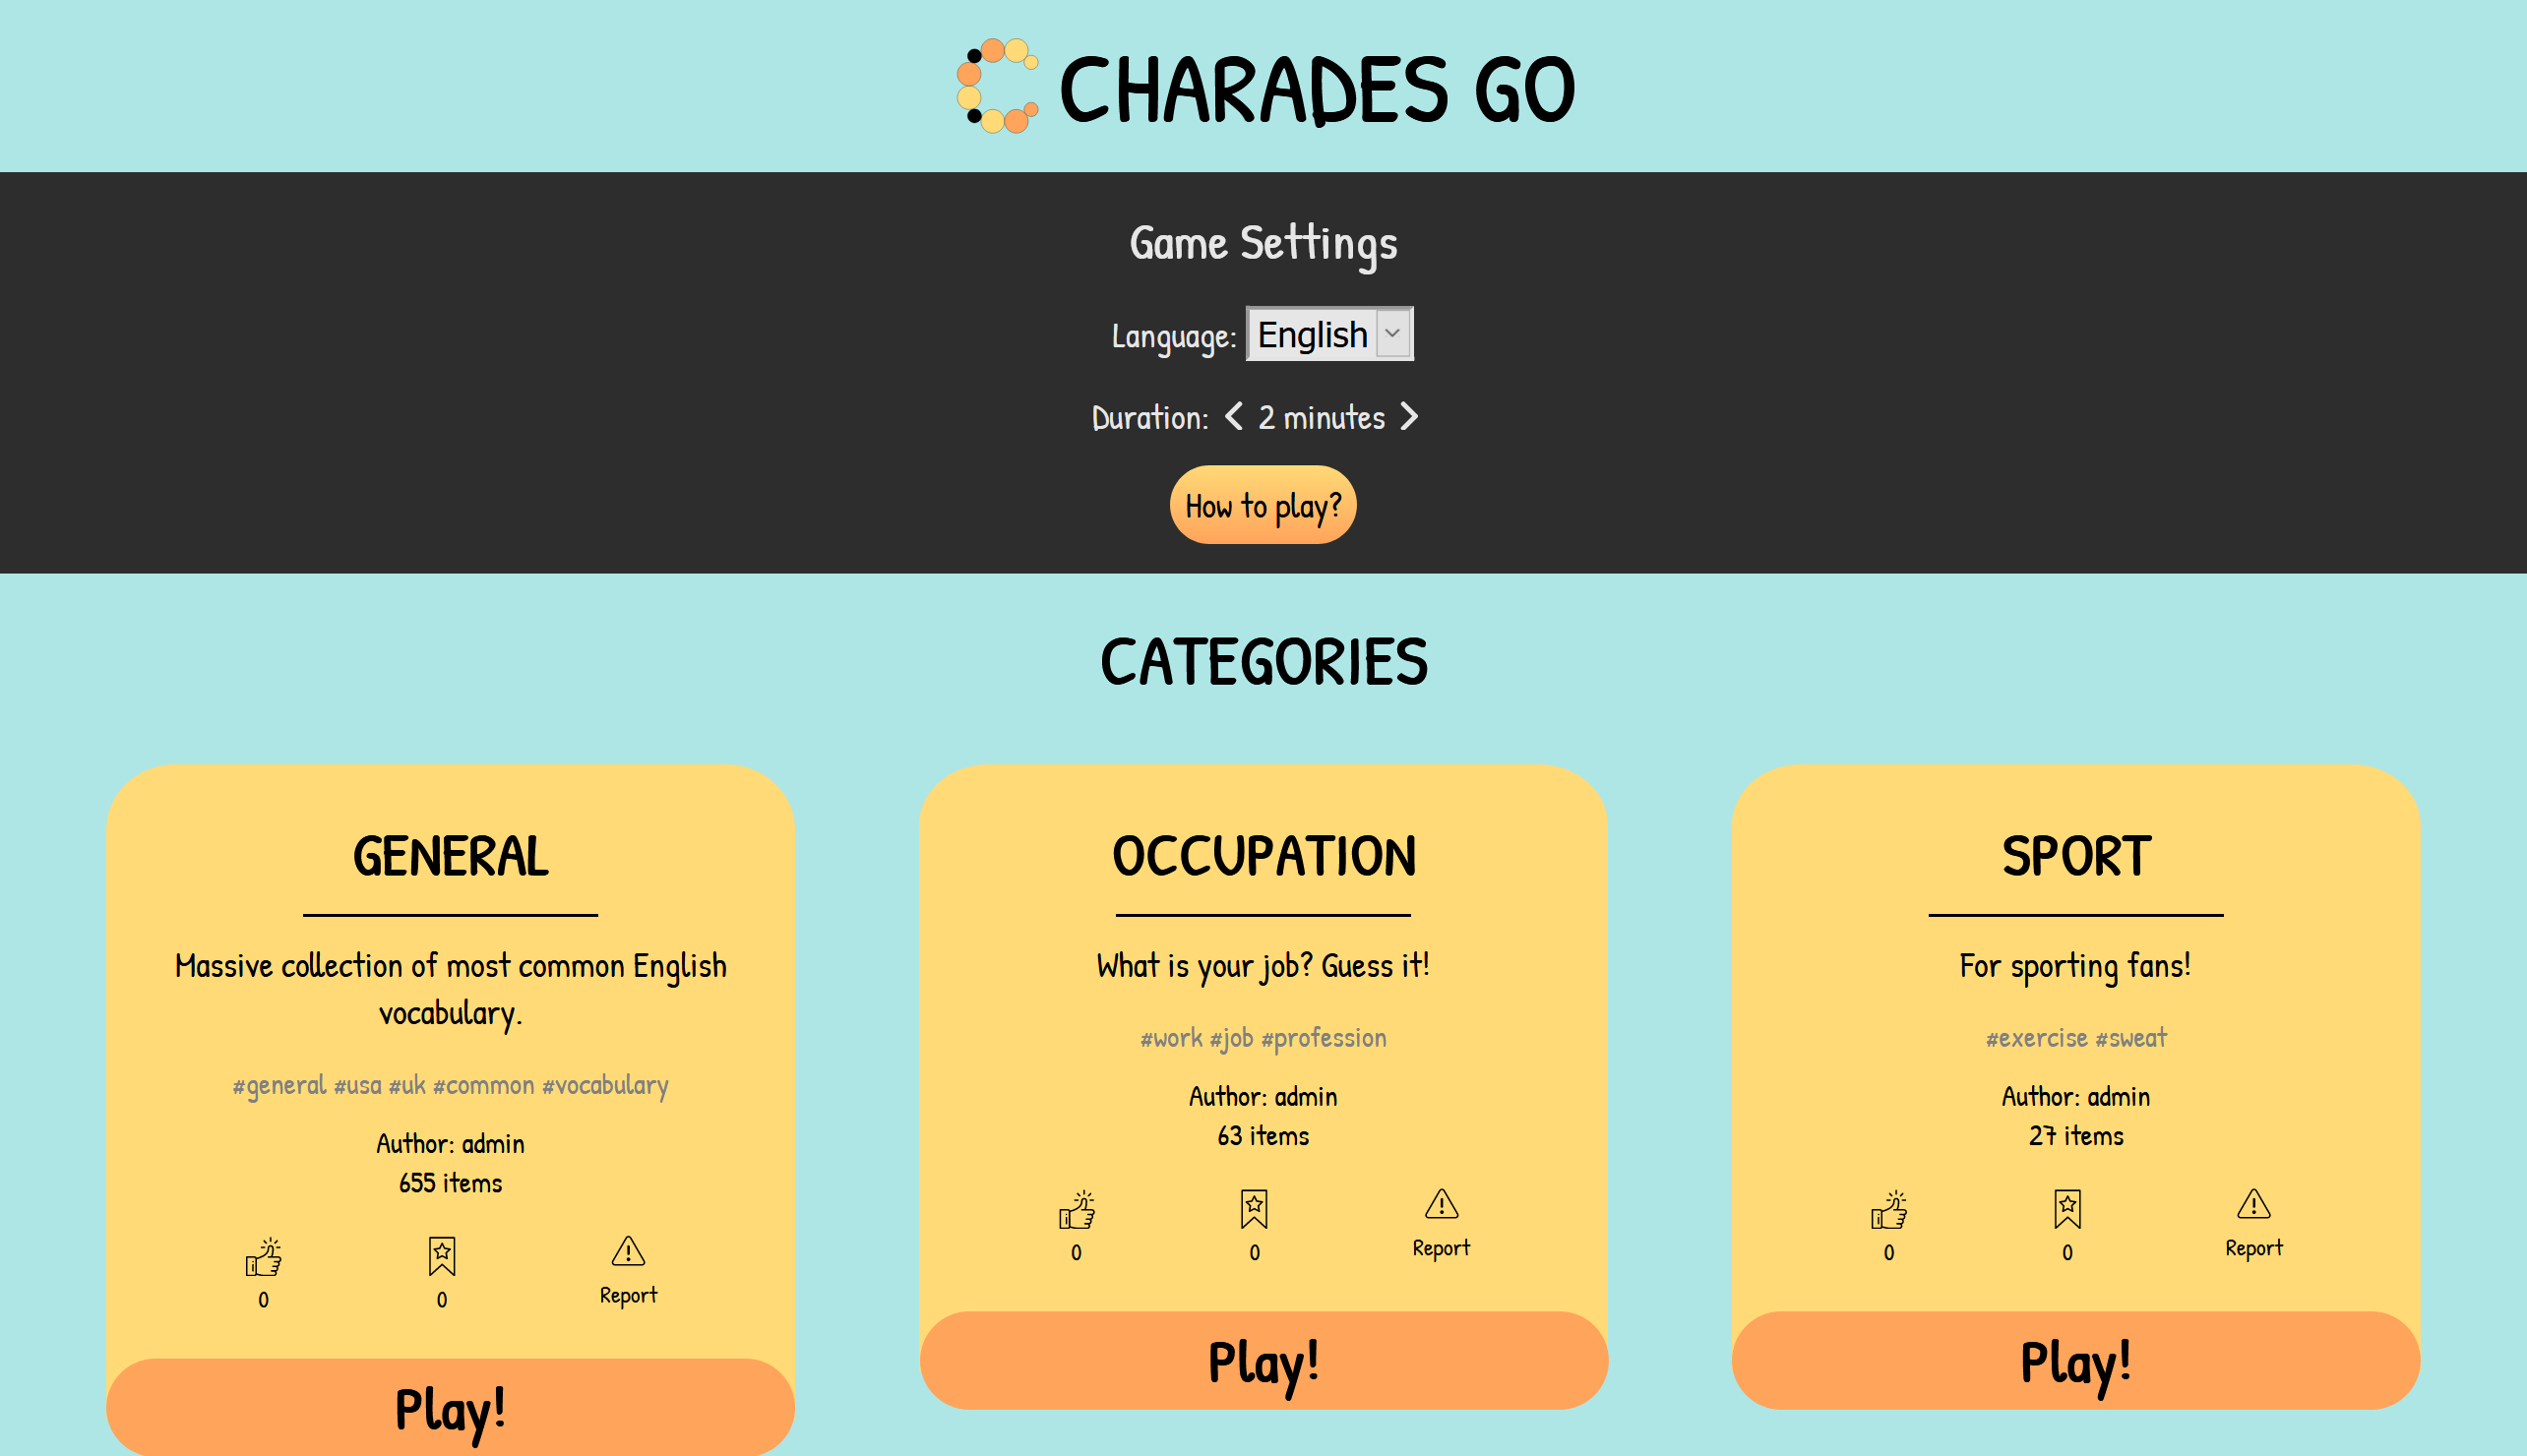 CHARADES GO
Game Settings
Language: English
Duration: 2 minutes
How to play?
CATEGORIES
GENERAL
Massive collection of most common English
vocabulary.
#general #usa #uk #common #vocabulary
Author: admin
655 items
0
0
Report
Play!
OCCUPATION
What is your job? Guess it!
#work #job #profession
Author: admin
63 items
0
0
Report
Play!
SPORT
For sporting fans!
#exercise #sweat
Author: admin
27 items
0
0
Report
Play!